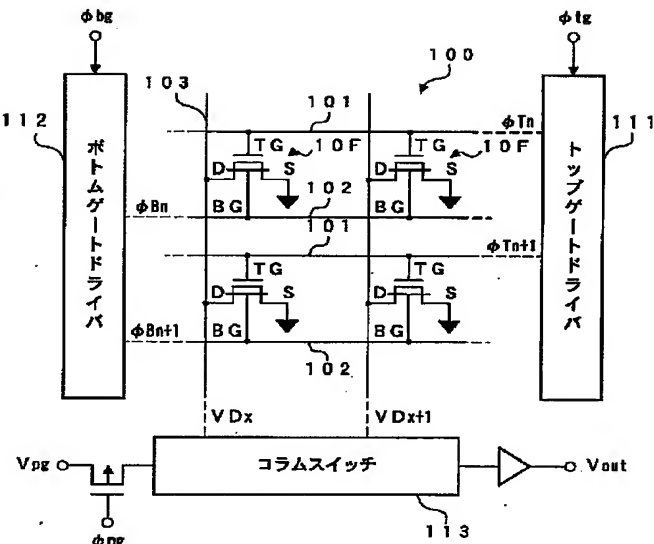 φbg
φtg
100
103
101
112
φTn
111
TG
10F
TG
10F
D
S
D
S
102
φBn
BG
BG
101
φTn+1
TG
TG
D
S
D
S
φBn+1
BG
BG
102
ボトムゲートドライバ
トップゲートドライバ
VDx
VDx+1
Vpg
コラムスイッチ
Vout
113
φpg